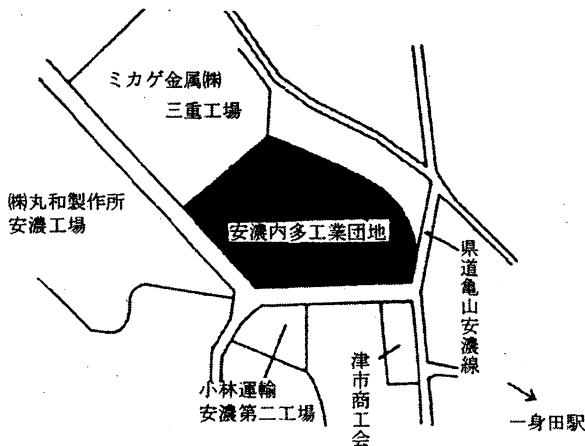 ミカゲ金属㈱
三重工場
㈱丸和製作所
安濃工場
安濃内多工業団地
県道亀山安濃線
小林運輸
安濃第二工場
津市商工会
一身田駅